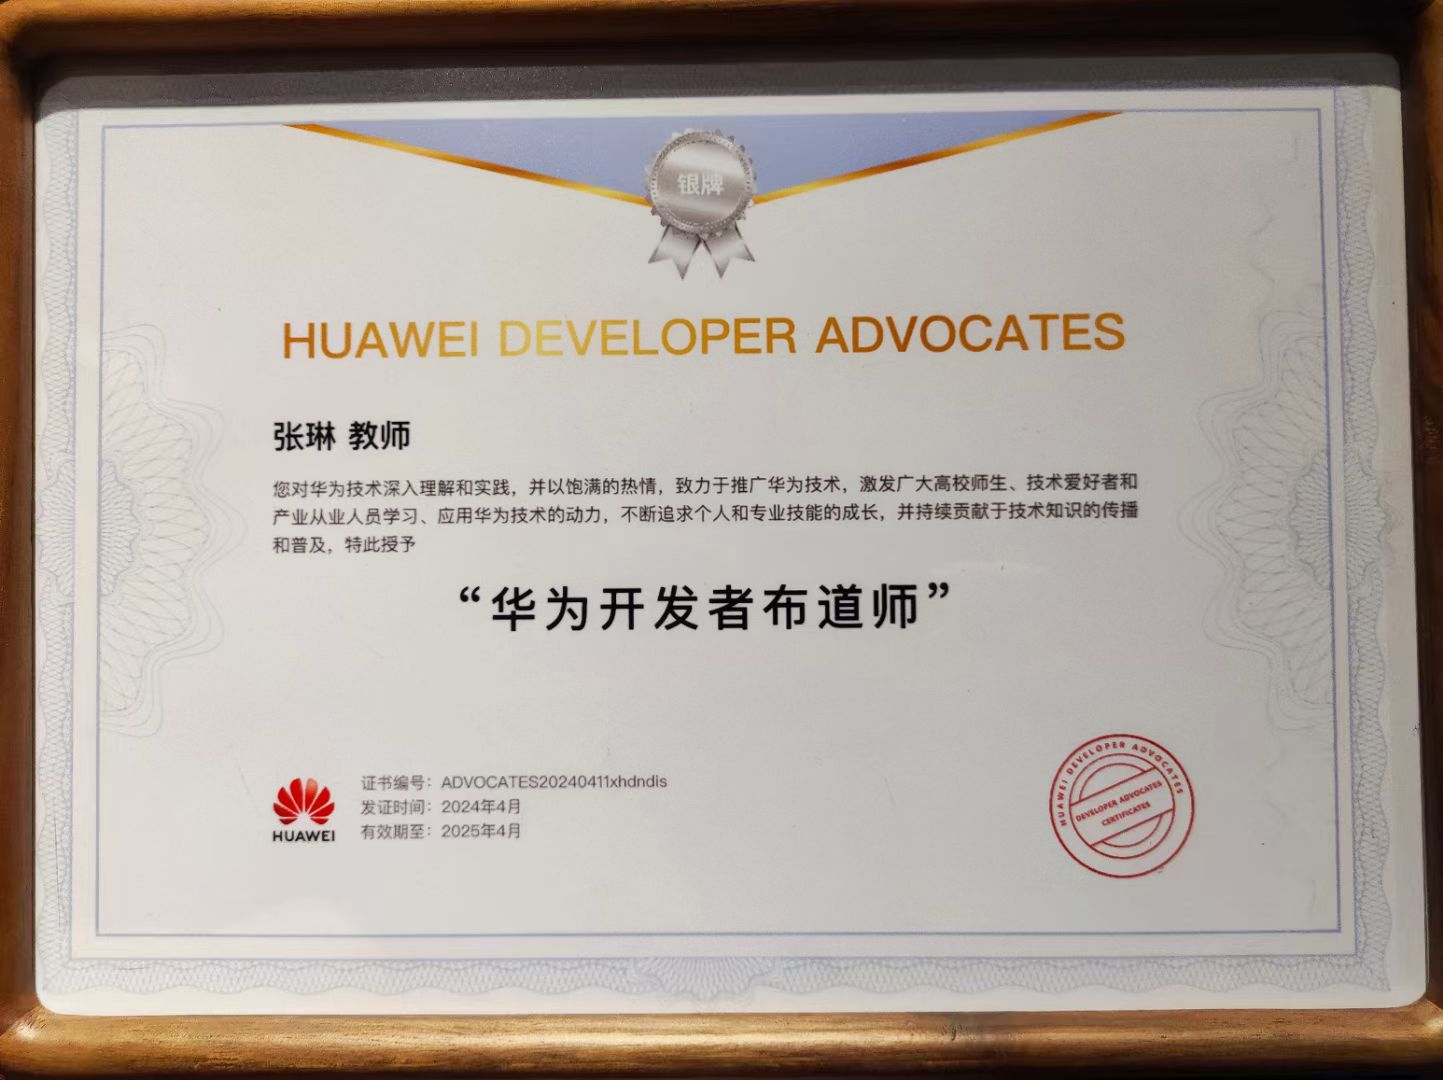 银牌
HUAWEI DEVELOPER ADVOCATES
张琳 教师
您对华为技术深入理解和实践，并以饱满的热情，致力于推广华为技术，激发广大高校师生、技术爱好者和
产业从业人员学习、应用华为技术的动力，不断追求个人和专业技能的成长，并持续贡献于技术知识的传播
和普及，特此授予
“华为开发者布道师”
HUAWEI
证书编号：ADVOCATES20240411xhdndis
发证时间：2024年4月
有效期至：2025年4月
HUAWEI DEVELOPER ADVOCATES
DEVELOPER ADVOCATES
CERTIFICATES